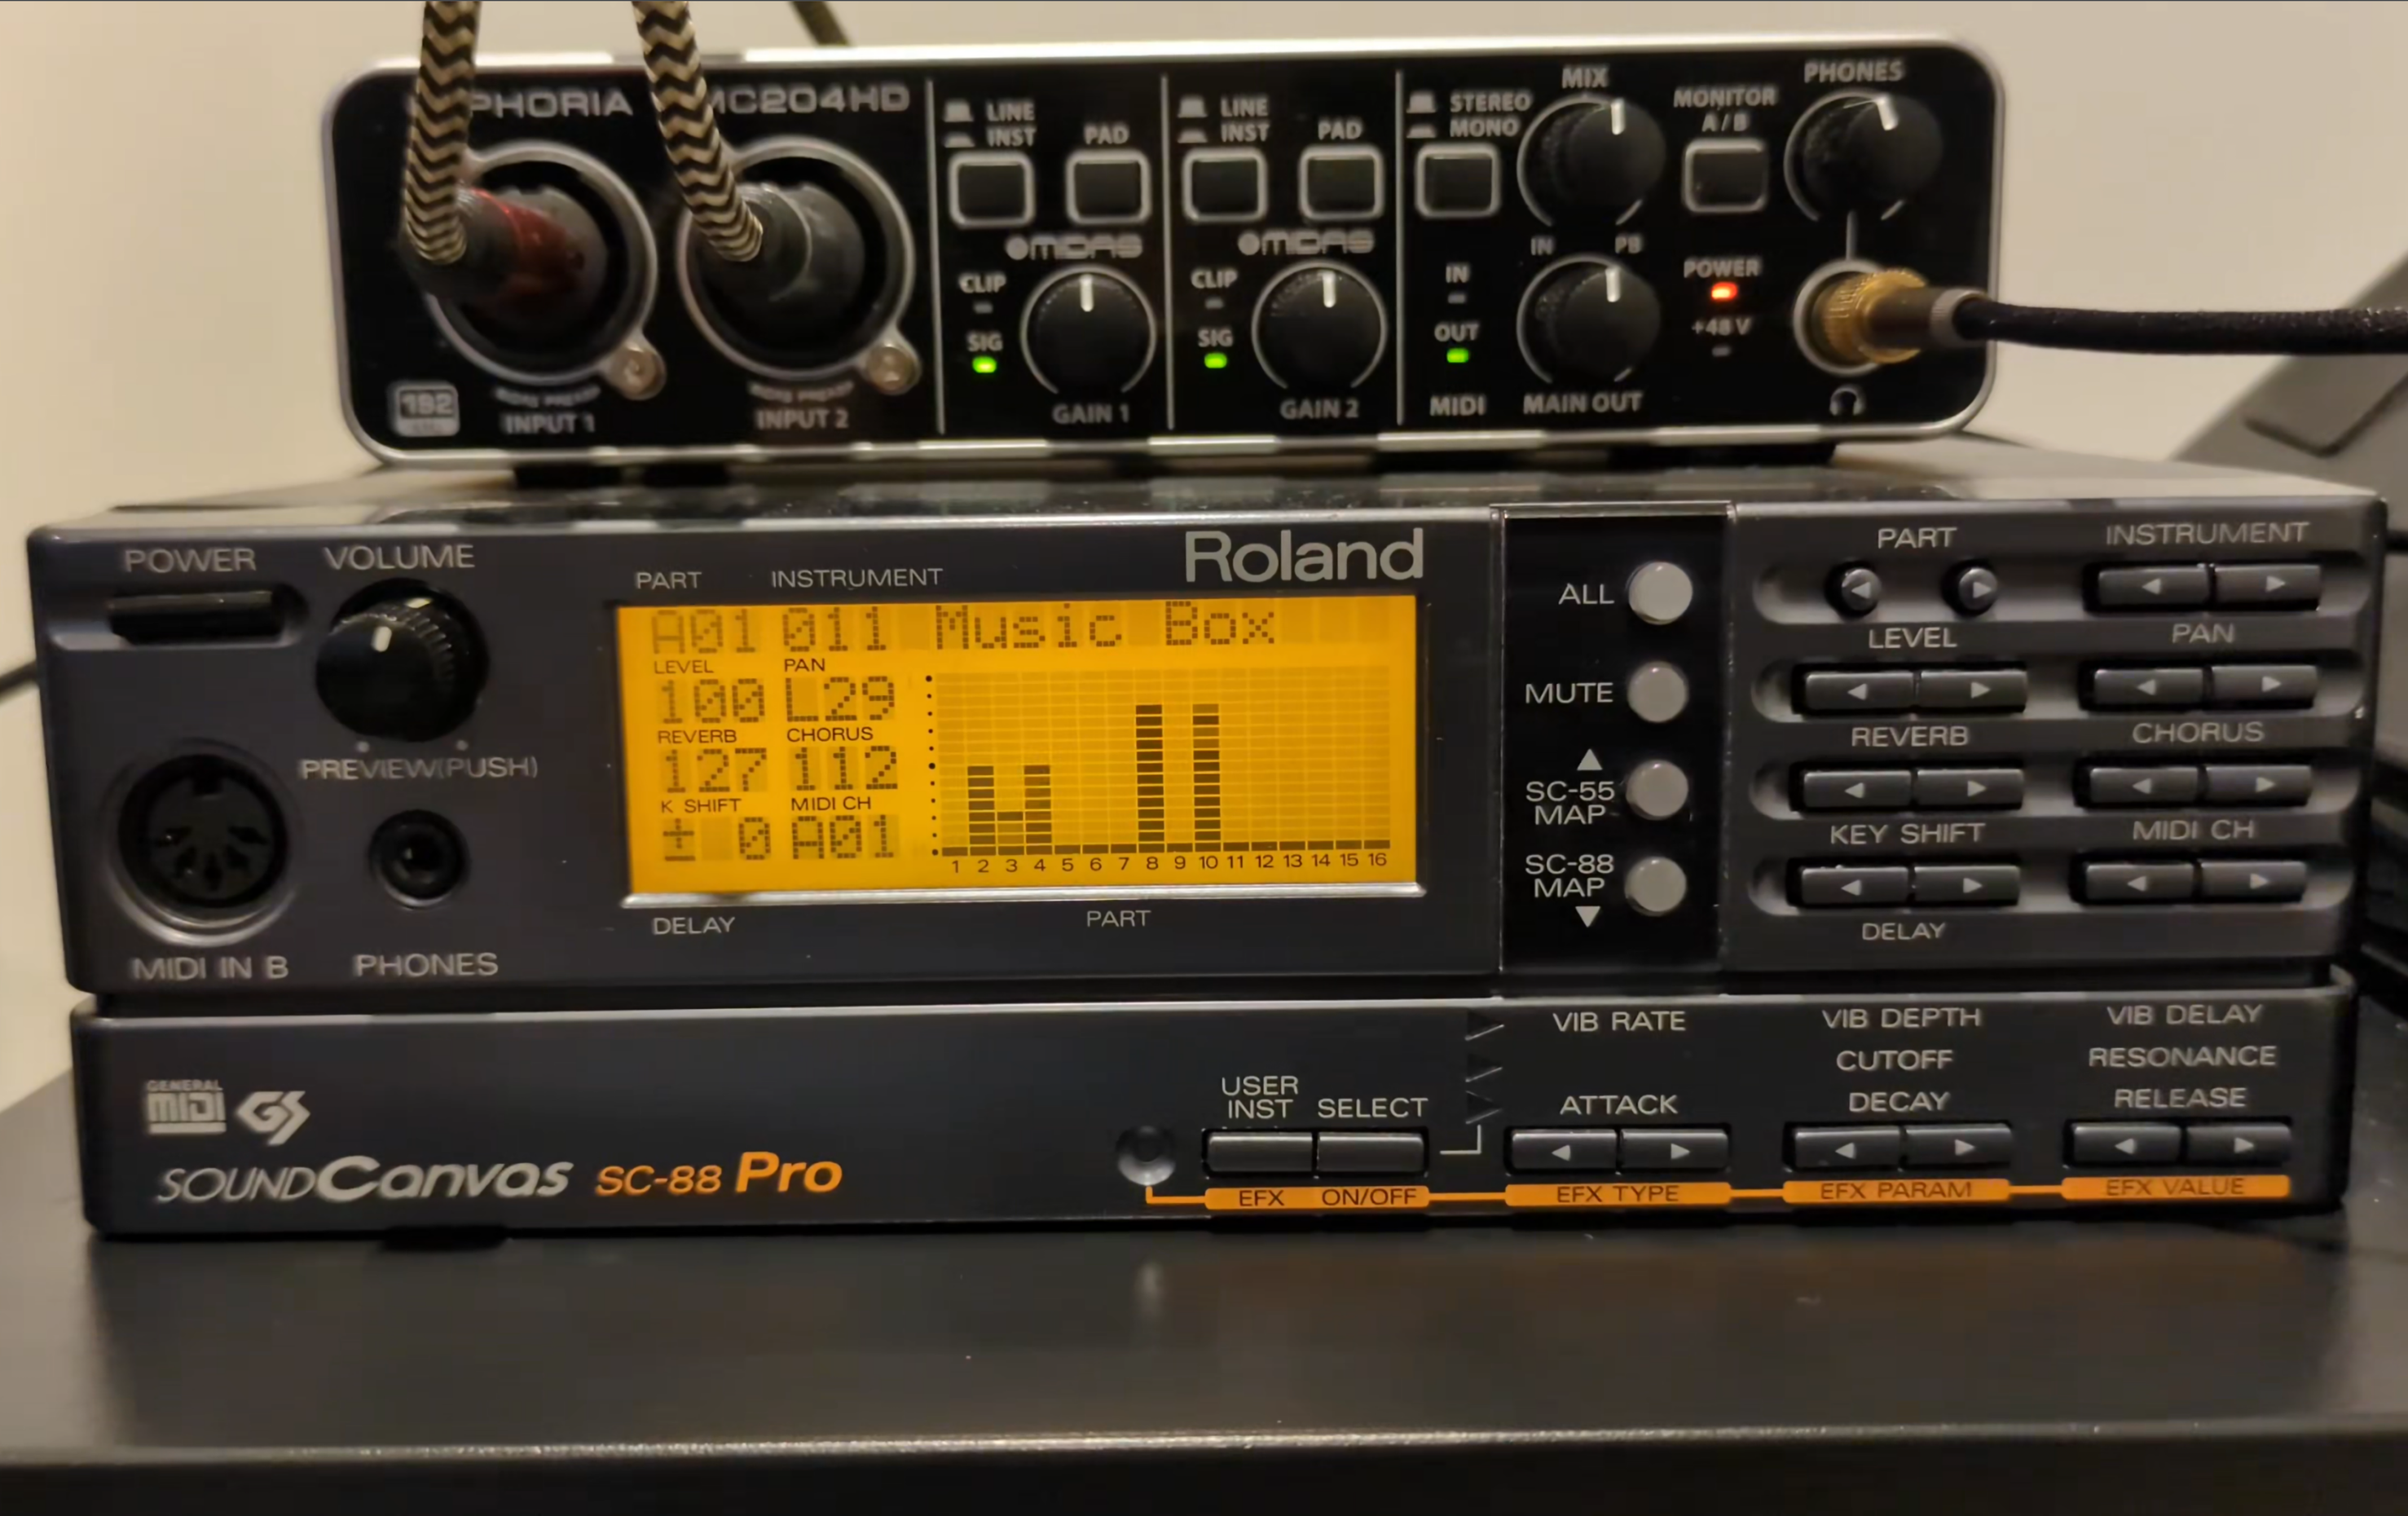 PHORIA MC204HD
LINE
INST
PAD
LINE
INST
PAD
STEREO
MONO
MIX
MONITOR
A/B
PHONES
MIDAS
MIDAS
IN
PB
CLIP
SIG
CLIP
SIG
IN
OUT
MIDI
POWER
+48 V
192
INPUT 1
INPUT 2
GAIN 1
GAIN 2
MAIN OUT
POWER
VOLUME
PREVIEW(PUSH)
MIDI IN B
PHONES
PART INSTRUMENT
Roland
A01 011 Music Box
LEVEL PAN
100 L29
REVERB CHORUS
127 112
K SHIFT MIDI CH
± 0 A01
1 2 3 4 5 6 7 8 9 10 11 12 13 14 15 16
DELAY
PART
ALL
MUTE
SC-55
MAP
SC-88
MAP
PART
INSTRUMENT
LEVEL
PAN
REVERB
CHORUS
KEY SHIFT
MIDI CH
DELAY
GENERAL
MIDI GS
SOUNDCanvas SC-88 Pro
USER
INST
SELECT
VIB RATE
VIB DEPTH
VIB DELAY
CUTOFF
RESONANCE
ATTACK
DECAY
RELEASE
EFX ON/OFF
EFX TYPE
EFX PARAM
EFX VALUE